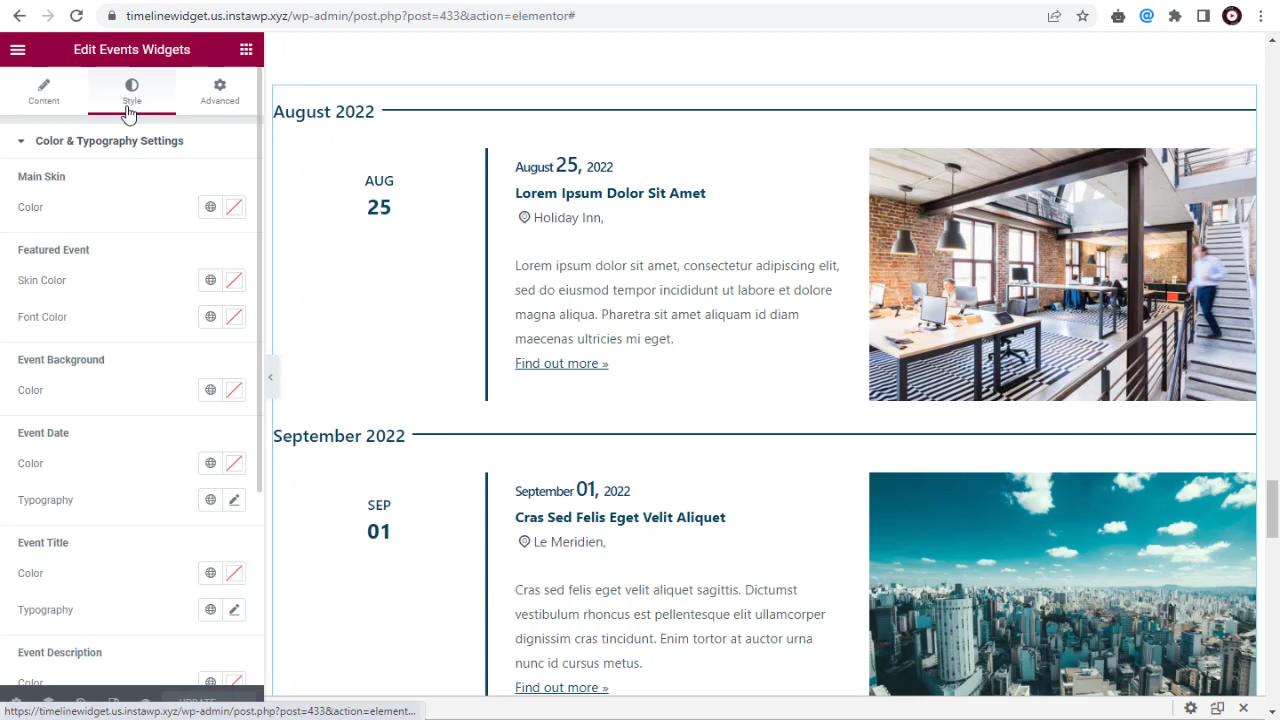 timelinewidget.us.instawp.xyz/wp-admin/post.php?post=433&action=elementor#
Edit Events Widgets
Content
Style
Advanced
Color & Typography Settings
Main Skin
Color
Featured Event
Skin Color
Font Color
Event Background
Color
Event Date
Color
Typography
Event Title
Color
Typography
Event Description
Color
UPDATE
https://timelinewidget.us.instawp.xyz/wp-admin/post.php?post=433&action=element...
August 2022
AUG
25
August 25, 2022
Lorem Ipsum Dolor Sit Amet
Holiday Inn,
Lorem ipsum dolor sit amet, consectetur adipiscing elit,
sed do eiusmod tempor incididunt ut labore et dolore
magna aliqua. Pharetra sit amet aliquam id diam
maecenas ultricies mi eget.
Find out more »
September 2022
SEP
01
September 01, 2022
Cras Sed Felis Eget Velit Aliquet
Le Meridien,
Cras sed felis eget velit aliquet sagittis. Dictumst
vestibulum rhoncus est pellentesque elit ullamcorper
dignissim cras tincidunt. Enim tortor at auctor urna
nunc id cursus metus.
Find out more »